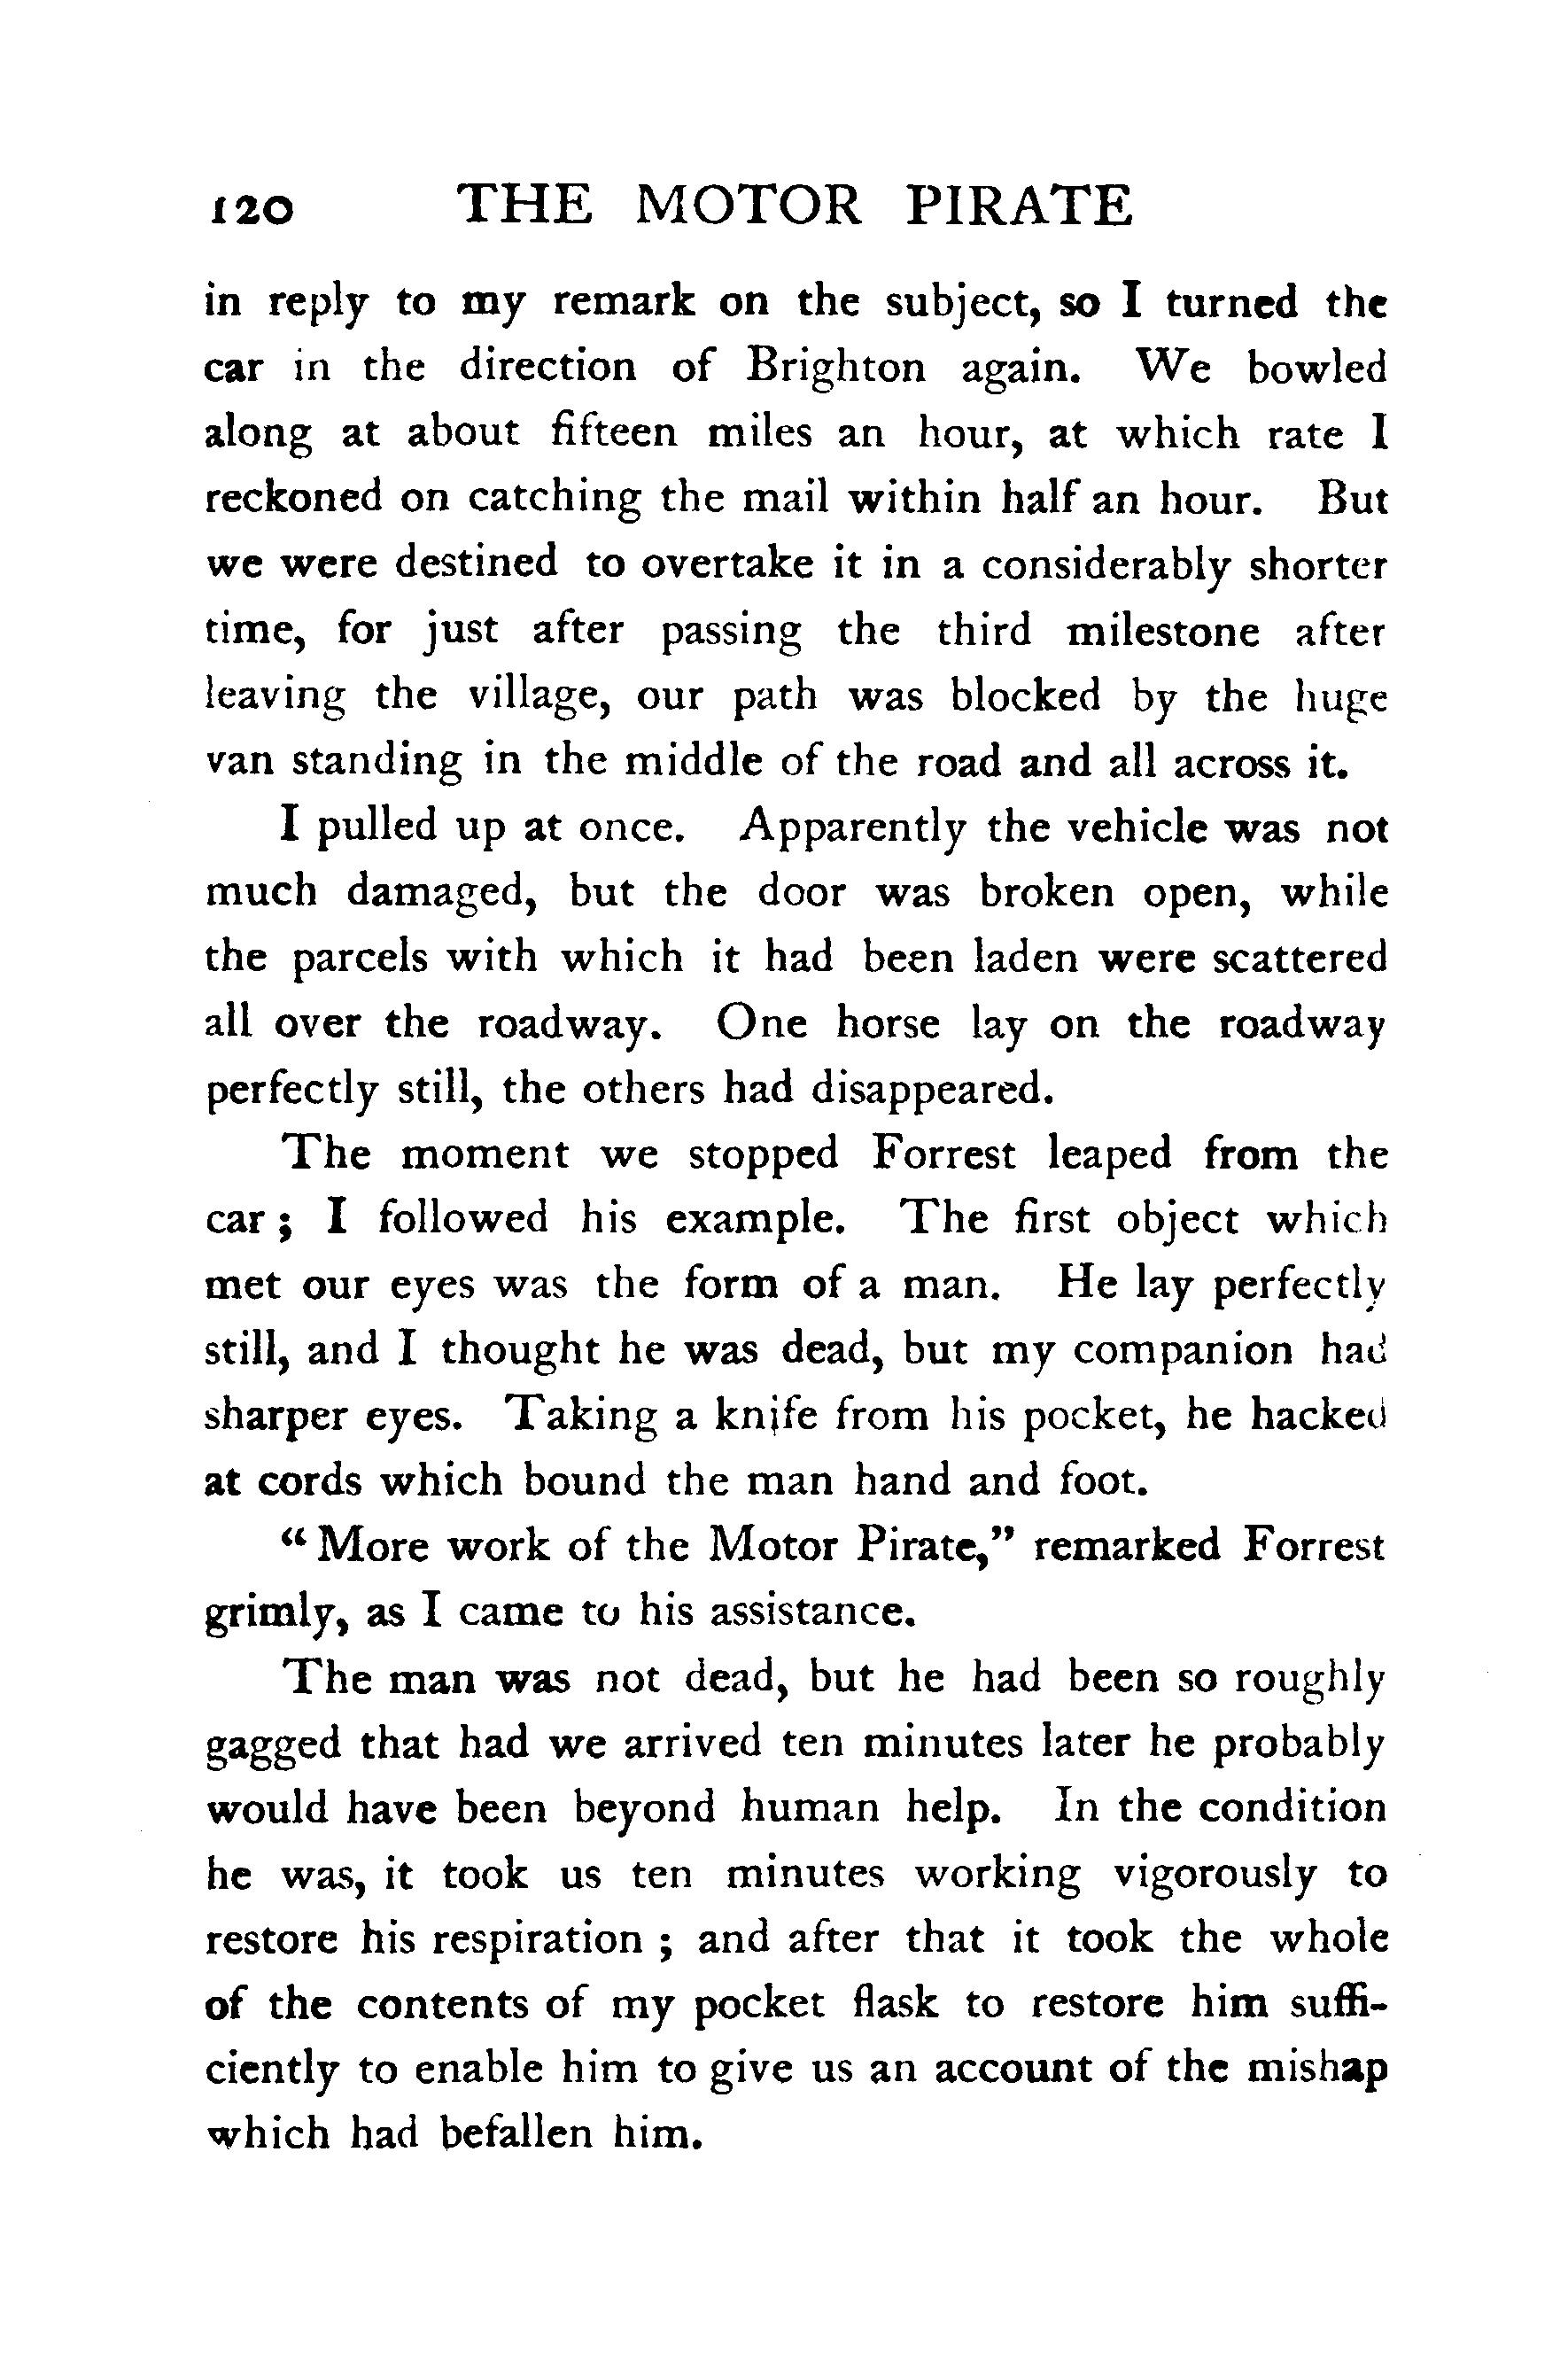 120 THE MOTOR PIRATE
in reply to my remark on the subject, so I turned the
car in the direction of Brighton again. We bowled
along at about fifteen miles an hour, at which rate I
reckoned on catching the mail within half an hour. But
we were destined to overtake it in a considerably shorter
time, for just after passing the third milestone after
leaving the village, our path was blocked by the huge
van standing in the middle of the road and all across it.
I pulled up at once. Apparently the vehicle was not
much damaged, but the door was broken open, while
the parcels with which it had been laden were scattered
all over the roadway. One horse lay on the roadway
perfectly still, the others had disappeared.
The moment we stopped Forrest leaped from the
car ; I followed his example. The first object which
met our eyes was the form of a man. He lay perfectly
still, and I thought he was dead, but my companion had
sharper eyes. Taking a knife from his pocket, he hacked
at cords which bound the man hand and foot.
“ More work of the Motor Pirate,” remarked Forrest
grimly, as I came to his assistance.
The man was not dead, but he had been so roughly
gagged that had we arrived ten minutes later he probably
would have been beyond human help. In the condition
he was, it took us ten minutes working vigorously to
restore his respiration ; and after that it took the whole
of the contents of my pocket flask to restore him suffi-
ciently to enable him to give us an account of the mishap
which had befallen him.